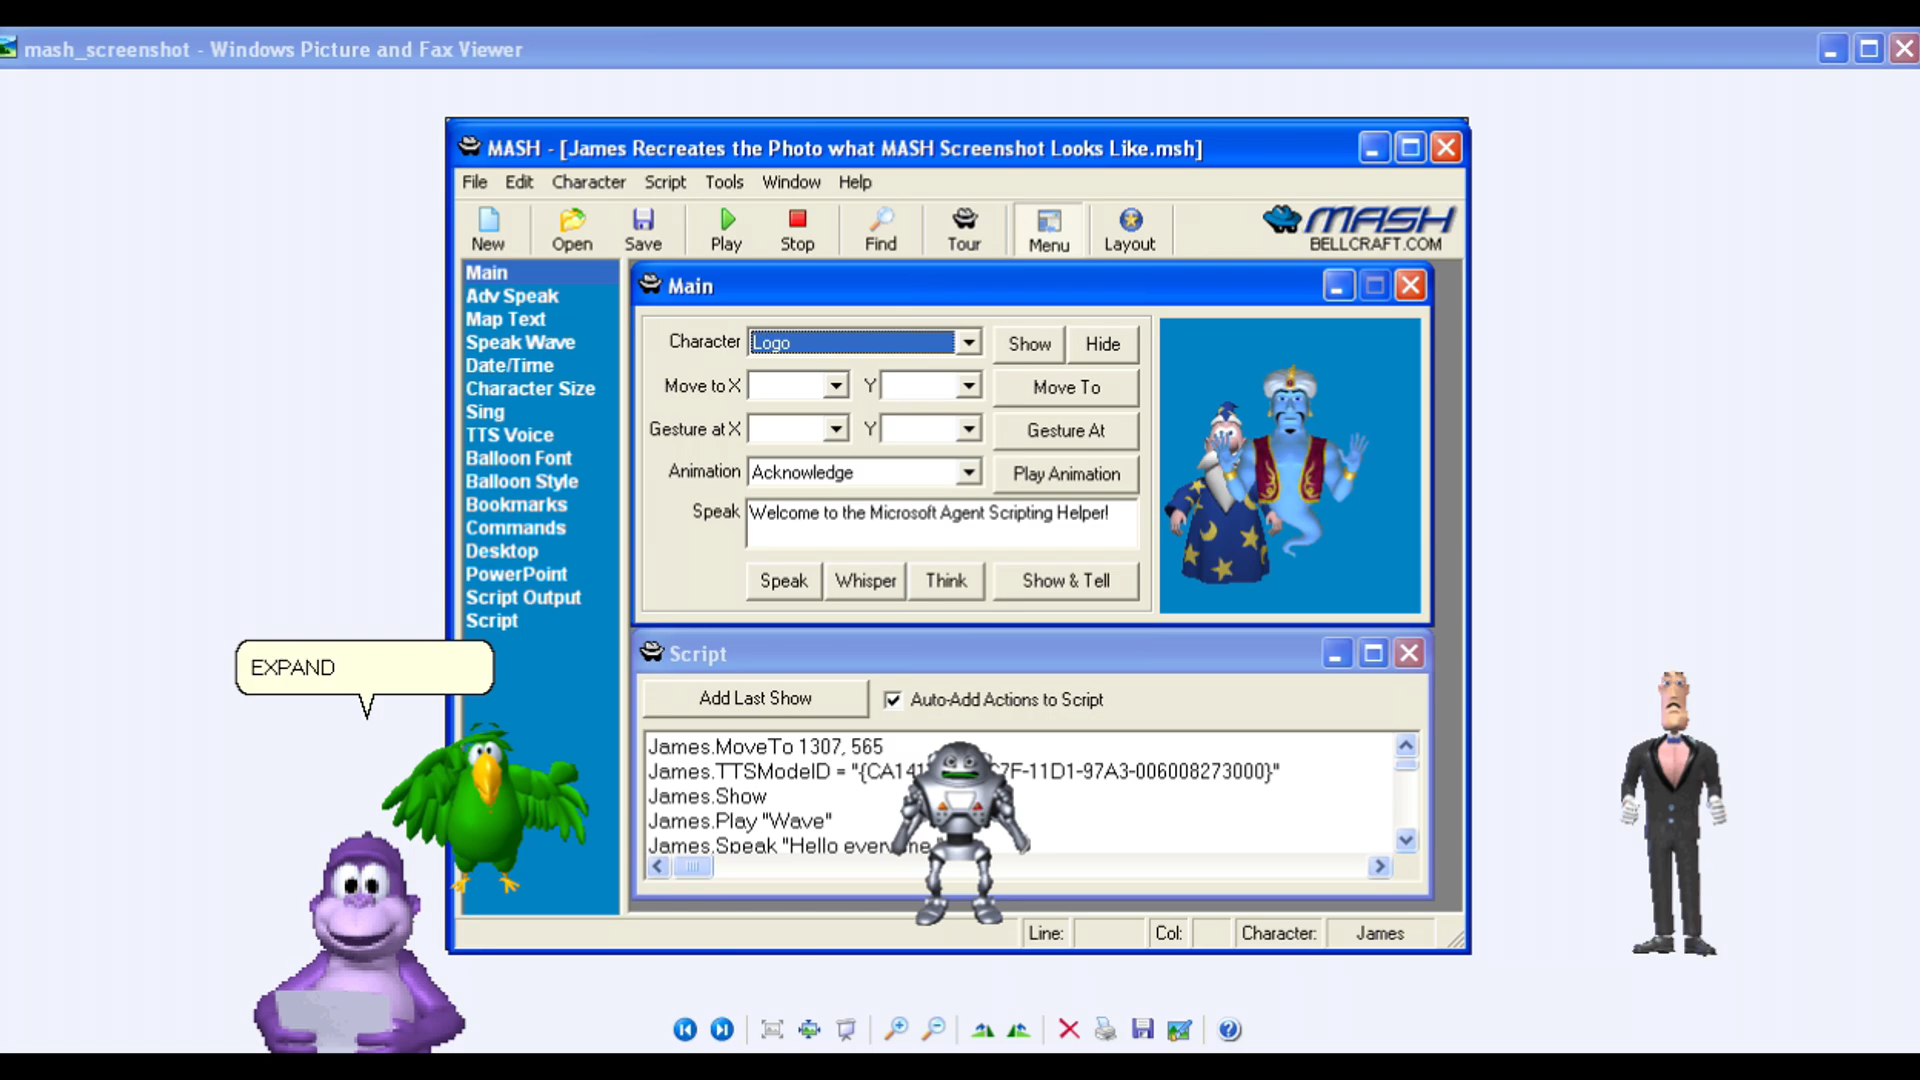 mash_screenshot - Windows Picture and Fax Viewer
MASH - [James Recreates the Photo what MASH Screenshot Looks Like.msh]
File Edit Character Script Tools Window Help
New Open Save Play Stop Find Tour Menu Layout
MASH
BELLCRAFT.COM
Main
Adv Speak
Map Text
Speak Wave
Date/Time
Character Size
Sing
TTS Voice
Balloon Font
Balloon Style
Bookmarks
Commands
Desktop
PowerPoint
Script Output
Script
Main
Character Logo Show Hide
Move to X Y Move To
Gesture at X Y Gesture At
Animation Acknowledge Play Animation
Speak Welcome to the Microsoft Agent Scripting Helper!
Speak Whisper Think Show & Tell
EXPAND
Script
Add Last Show Auto-Add Actions to Script
James.MoveTo 1307, 565
James.TTSModeID = "{CA141 7F-11D1-97A3-006008273000}"
James.Show
James.Play "Wave"
James.Speak "Hello everyone
Line: Col: Character: James